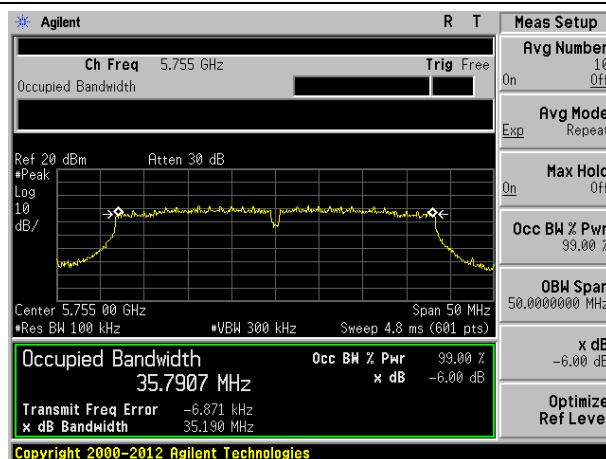 Agilent R T Meas Setup
Ch Freq 5.755 GHz Trig Free
Occupied Bandwidth
Avg Number
10
On Off
Avg Mode
Exp Repeat
Ref 20 dBm Atten 30 dB
#Peak
Log
10
dB/
Max Hold
On Off
Occ BW % Pwr
99.00 %
OBW Span
50.0000000 MHz
Center 5.755 00 GHz Span 50 MHz
#Res BW 100 kHz #VBW 300 kHz Sweep 4.8 ms (601 pts)
Occupied Bandwidth Occ BW % Pwr 99.00 %
35.7907 MHz x dB -6.00 dB
Transmit Freq Error -6.871 kHz
x dB Bandwidth 35.190 MHz
x dB
-6.00 dB
Optimize
Ref Level
Copyright 2000-2012 Agilent Technologies